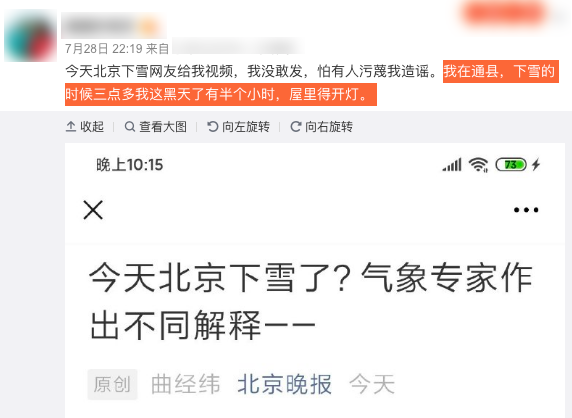 7月28日 22:19 来自
今天北京下雪网友给我视频，我没敢发，怕有人污蔑我造谣。我在通县，下雪的
时候三点多我这黑天了有半个小时，屋里得开灯。
收起 查看大图 向左旋转 向右旋转
晚上10:15 73
今天北京下雪了？气象专家作
出不同解释——
原创 曲经纬 北京晚报 今天